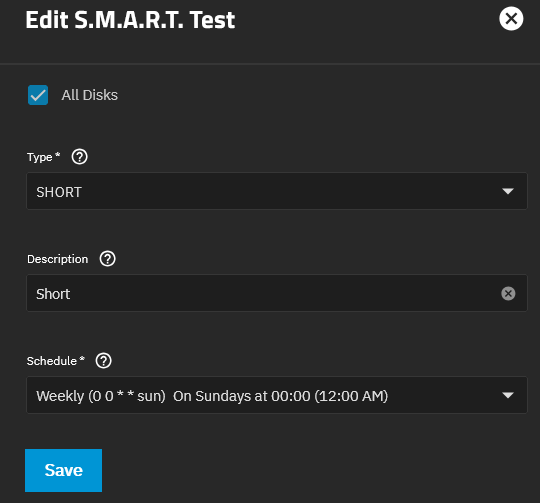 Edit S.M.A.R.T. Test
All Disks
Type *
SHORT
Description
Short
Schedule *
Weekly (0 0 * * sun)  On Sundays at 00:00 (12:00 AM)
Save